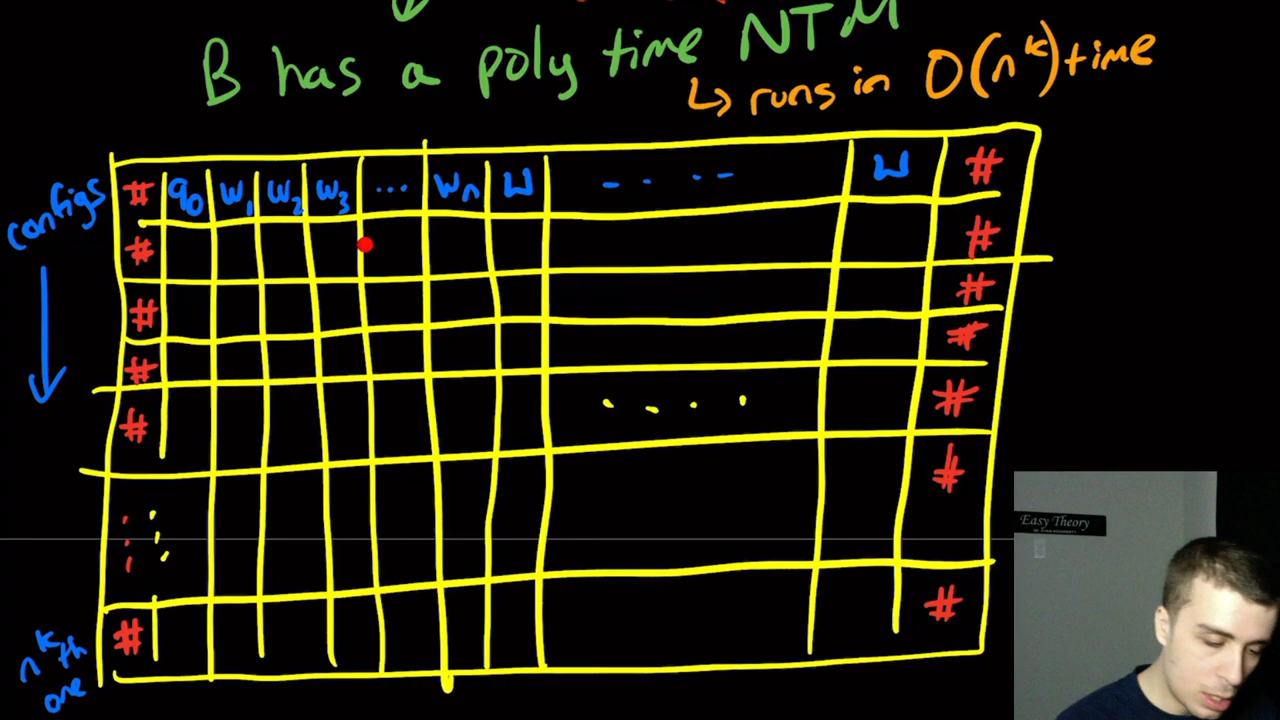 B has a poly time NTM
↳ runs in O(n^k) time
configs
# q₀ w₁ w₂ w₃ ... wₙ ⊔ ---- ⊔ #
# #
# #
# #
# .... #
⋮ #
n^k th one # #
Easy Theory